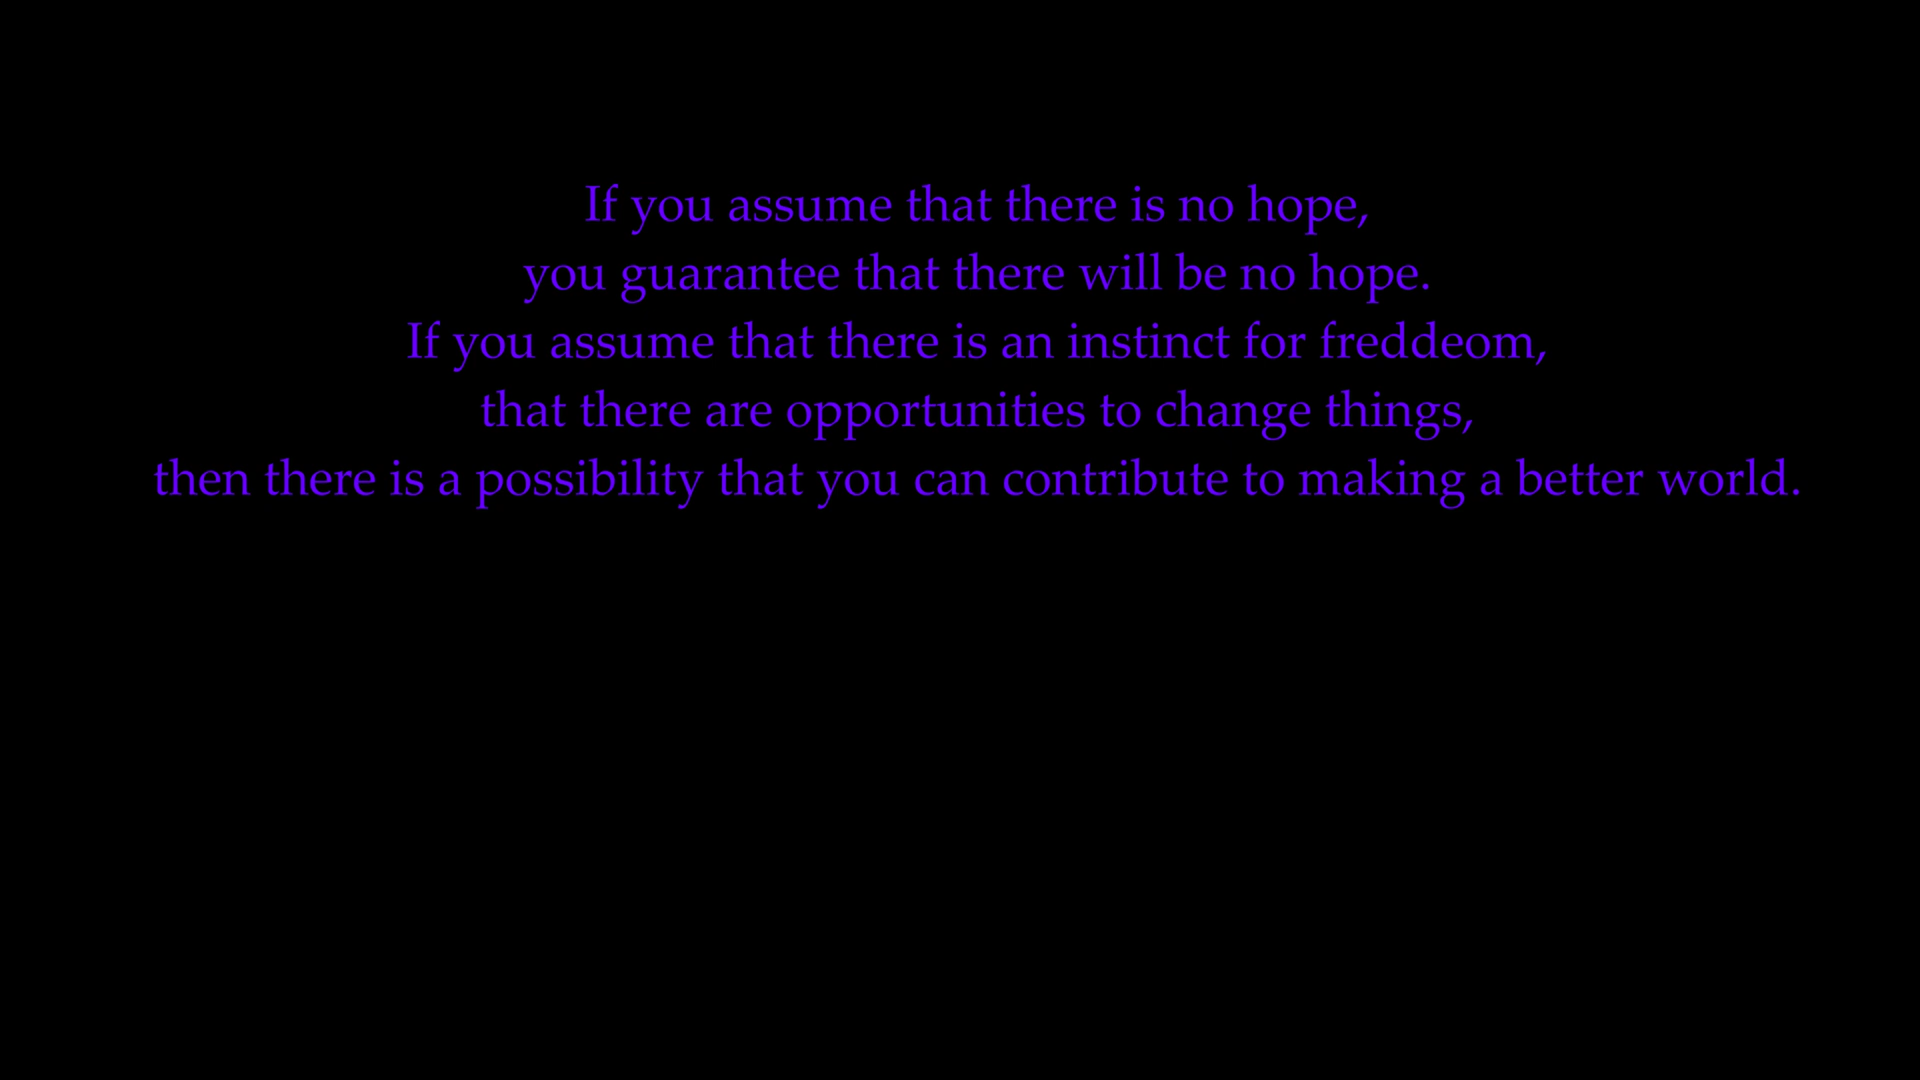 If you assume that there is no hope,
you guarantee that there will be no hope.
If you assume that there is an instinct for freddeom,
that there are opportunities to change things,
then there is a possibility that you can contribute to making a better world.